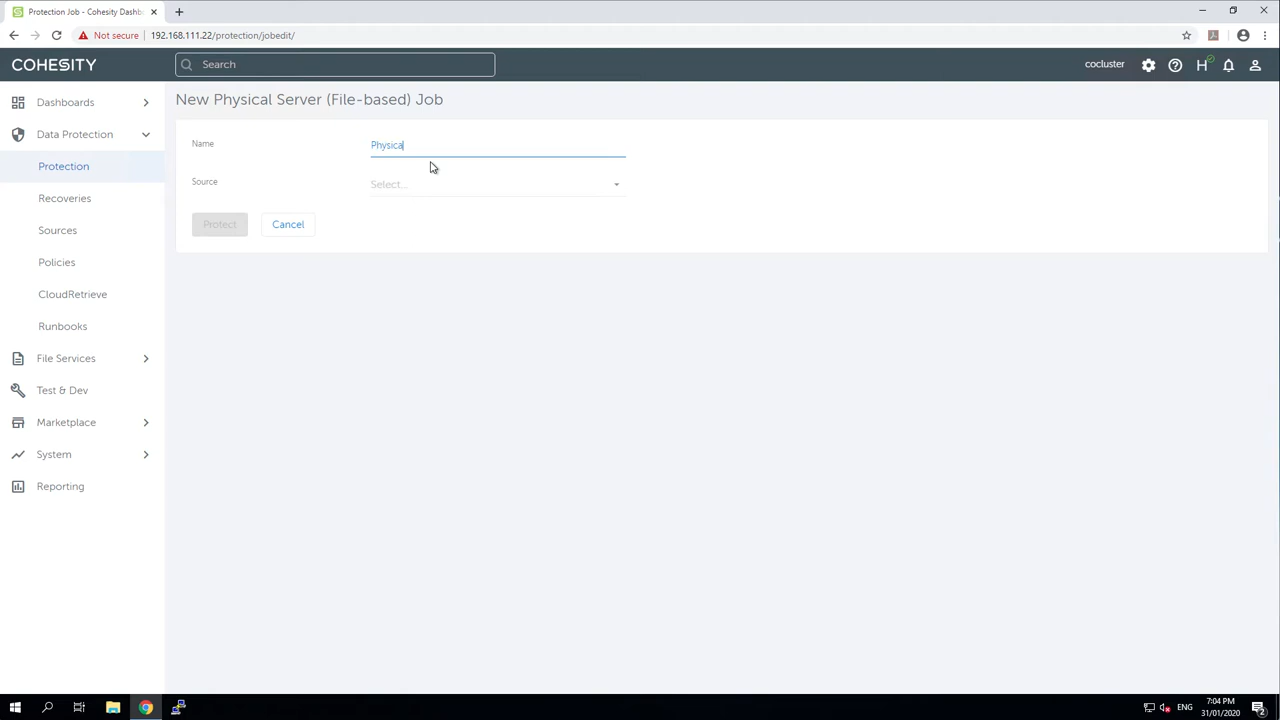 Protection Job - Cohesity Dashb
Not secure
192.168.111.22/protection/jobedit/
COHESITY
Search
cocluster
H
Dashboards
Data Protection
Protection
Recoveries
Sources
Policies
CloudRetrieve
Runbooks
File Services
Test & Dev
Marketplace
System
Reporting
New Physical Server (File-based) Job
Name
Physica
Source
Select...
Protect
Cancel
ENG
7:04 PM
31/01/2020
2